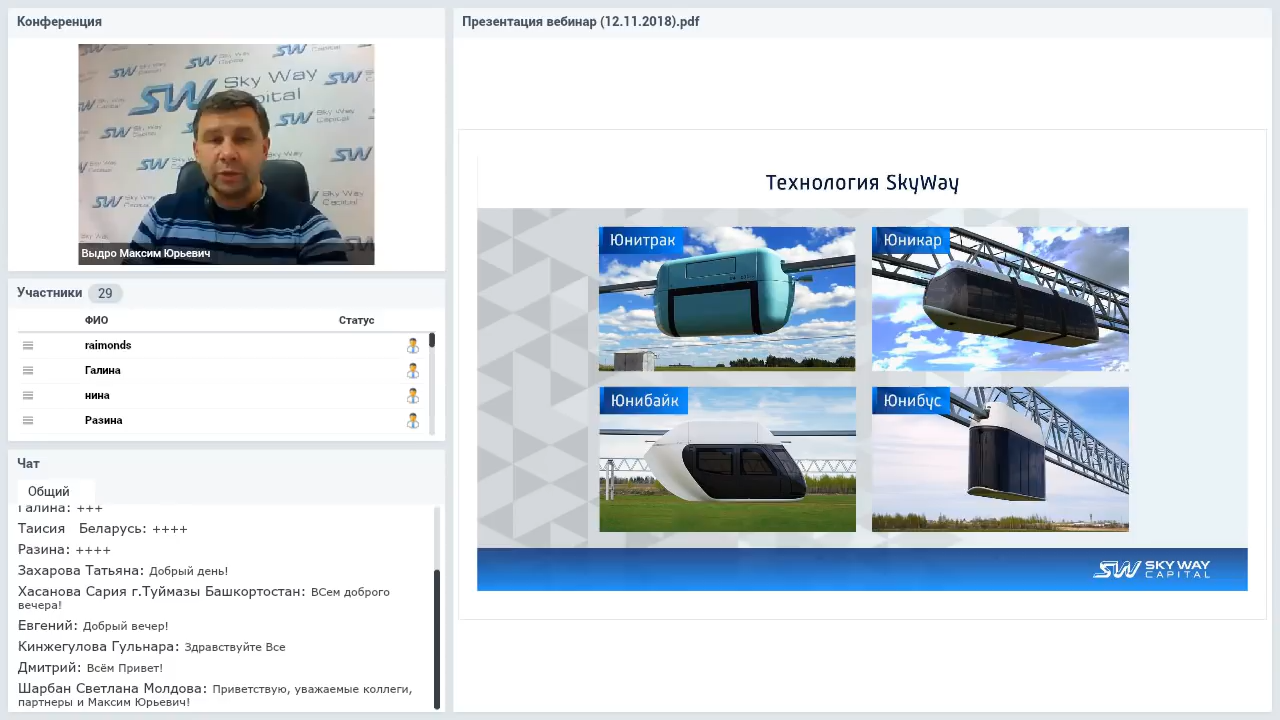 Конференция
Sky Way
Capital
Выдро Максим Юрьевич
Участники 29
ФИО Статус
raimonds
Галина
нина
Разина
Чат
Общий
Галина: +++
Таисия Беларусь: ++++
Разина: ++++
Захарова Татьяна: Добрый день!
Хасанова Сария г.Туймазы Башкортостан: ВСем доброго
вечера!
Евгений: Добрый вечер!
Кинжегулова Гульнара: Здравствуйте Все
Дмитрий: Всём Привет!
Шарбан Светлана Молдова: Приветствую, уважаемые коллеги,
партнеры и Максим Юрьевич!
Презентация вебинар (12.11.2018).pdf
Технология SkyWay
Юнитрак
Юникар
Юнибайк
Юнибус
SW SKY WAY
CAPITAL